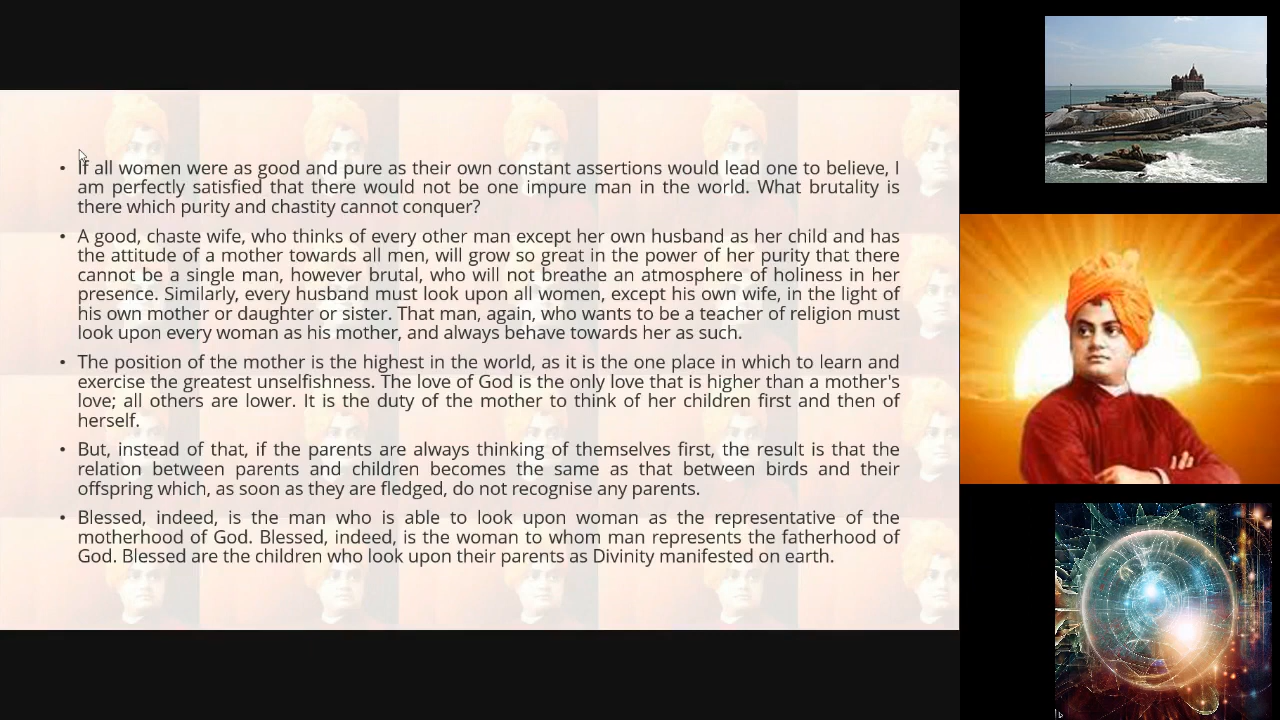 • If all women were as good and pure as their own constant assertions would lead one to believe, I
am perfectly satisfied that there would not be one impure man in the world. What brutality is
there which purity and chastity cannot conquer?
• A good, chaste wife, who thinks of every other man except her own husband as her child and has
the attitude of a mother towards all men, will grow so great in the power of her purity that there
cannot be a single man, however brutal, who will not breathe an atmosphere of holiness in her
presence. Similarly, every husband must look upon all women, except his own wife, in the light of
his own mother or daughter or sister. That man, again, who wants to be a teacher of religion must
look upon every woman as his mother, and always behave towards her as such.
• The position of the mother is the highest in the world, as it is the one place in which to learn and
exercise the greatest unselfishness. The love of God is the only love that is higher than a mother's
love; all others are lower. It is the duty of the mother to think of her children first and then of
herself.
• But, instead of that, if the parents are always thinking of themselves first, the result is that the
relation between parents and children becomes the same as that between birds and their
offspring which, as soon as they are fledged, do not recognise any parents.
• Blessed, indeed, is the man who is able to look upon woman as the representative of the
motherhood of God. Blessed, indeed, is the woman to whom man represents the fatherhood of
God. Blessed are the children who look upon their parents as Divinity manifested on earth.